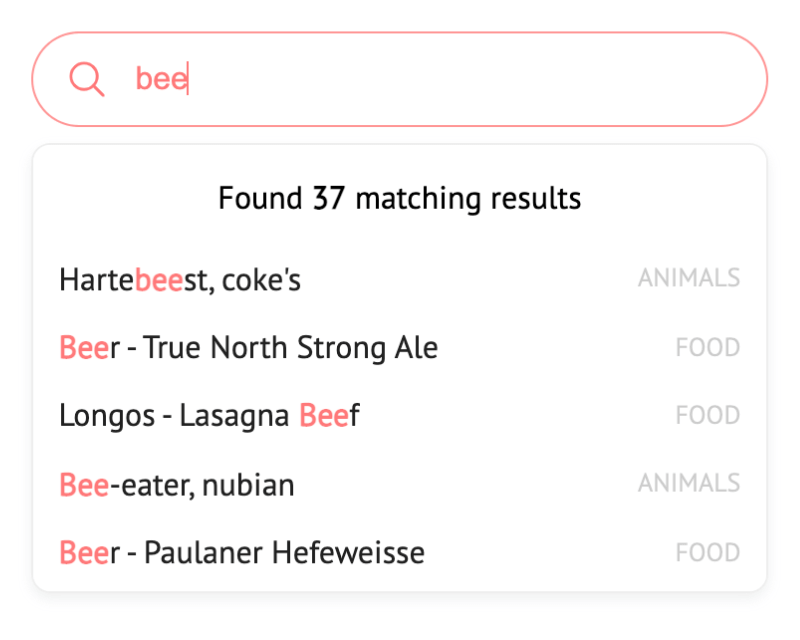 bee
Found 37 matching results
Hartebeest, coke's ANIMALS
Beer - True North Strong Ale FOOD
Longos - Lasagna Beef FOOD
Bee-eater, nubian ANIMALS
Beer - Paulaner Hefeweisse FOOD